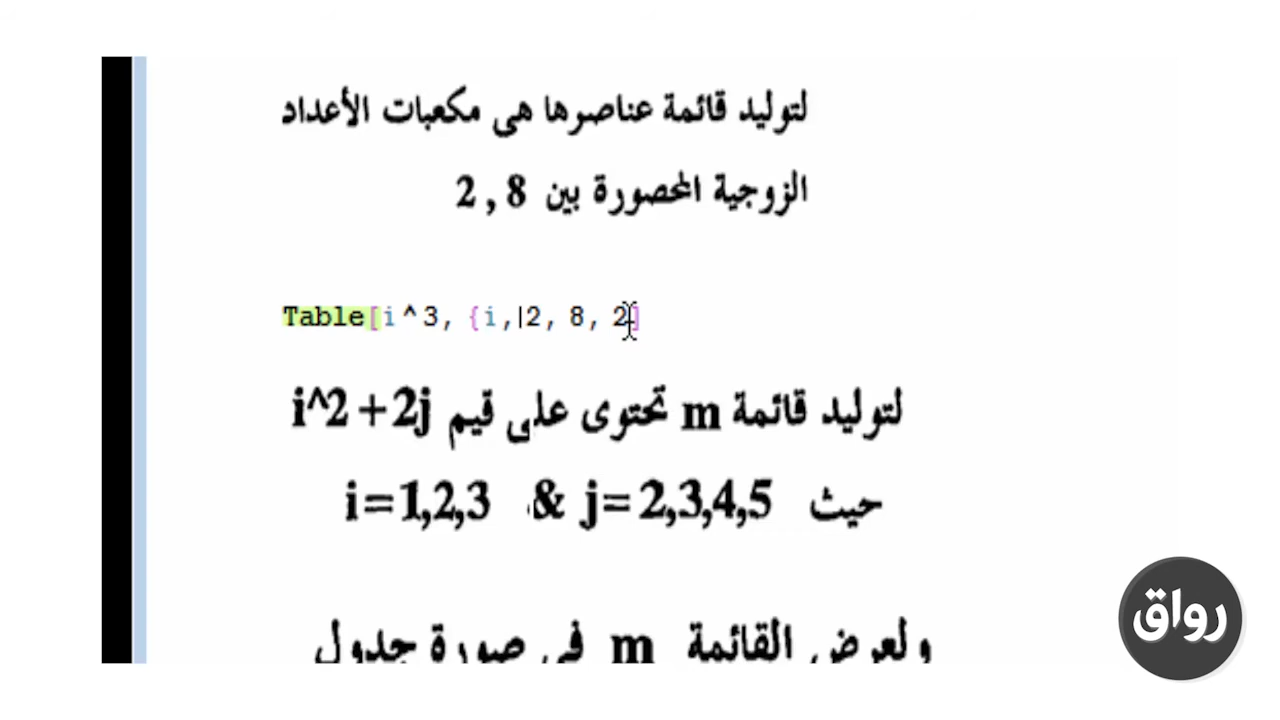 لتوليد قائمة عناصرها هى مكعبات الأعداد
الزوجية المحصورة بين 2 , 8
Table[i^3, {i, 2, 8, 2}]
لتوليد قائمة m تحتوى على قيم i^2+2j
حيث i=1,2,3 & j=2,3,4,5
ولعرض القائمة m فى صورة جدول
رواق